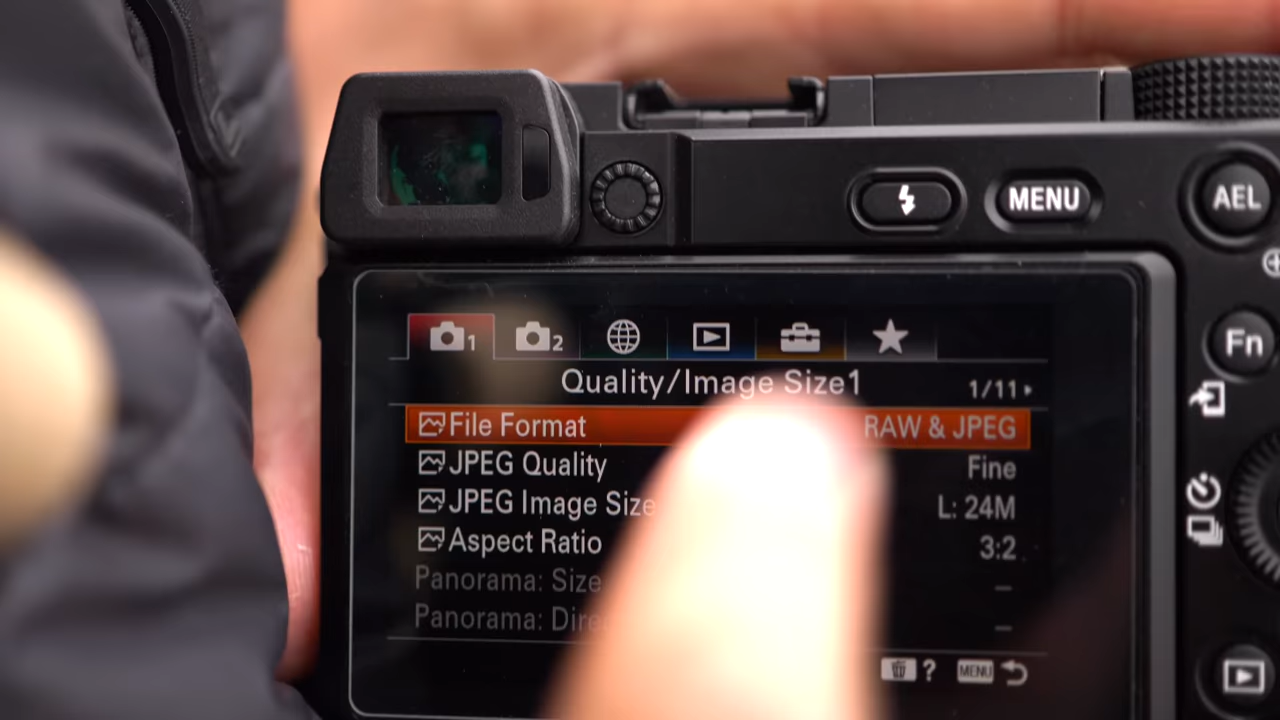 MENU
AEL
1
2
Quality/Image Size1
1/11
File Format RAW & JPEG
Fn
JPEG Quality Fine
JPEG Image Size L: 24M
Aspect Ratio 3:2
Panorama: Size –
Panorama: –
? MENU